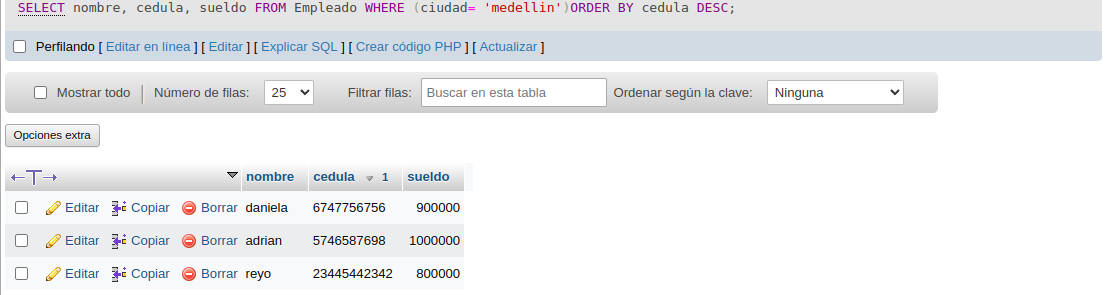 SELECT nombre, cedula, sueldo FROM Empleado WHERE (ciudad= 'medellin')ORDER BY cedula DESC;
Perfilando [ Editar en línea ] [ Editar ] [ Explicar SQL ] [ Crear código PHP ] [ Actualizar ]
Mostrar todo Número de filas: 25 Filtrar filas: Buscar en esta tabla Ordenar según la clave: Ninguna
Opciones extra
←T→ nombre cedula 1 sueldo
Editar Copiar Borrar daniela 6747756756 900000
Editar Copiar Borrar adrian 5746587698 1000000
Editar Copiar Borrar reyo 23445442342 800000